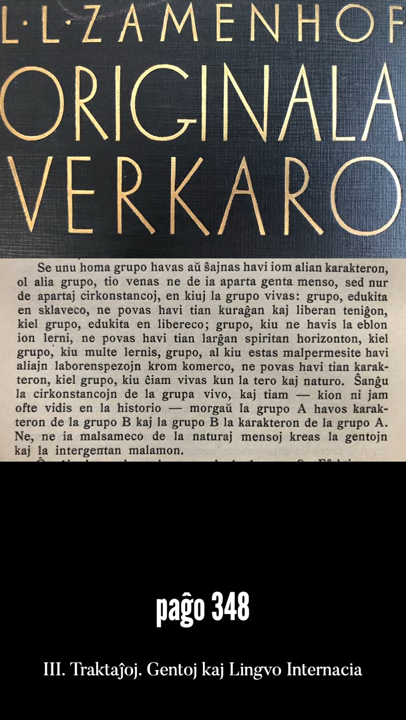 L·L·ZAMENHOF
ORIGINALA
VERKARO
Se unu homa grupo havas aŭ ŝajnas havi iom alian karakteron,
ol alia grupo, tio venas ne de ia aparta genta menso, sed nur
de apartaj cirkonstancoj, en kiuj la grupo vivas: grupo, edukita
en sklaveco, ne povas havi tian kuraĝan kaj liberan teniĝon,
kiel grupo, edukita en libereco; grupo, kiu ne havis la eblon
ion lerni, ne povas havi tian larĝan spiritan horizonton, kiel
grupo, kiu multe lernis, grupo, al kiu estas malpermesite havi
aliajn laborenspezojn krom komerco, ne povas havi tian karak-
teron, kiel grupo, kiu ĉiam vivas kun la tero kaj naturo. Ŝanĝu
la cirkonstancojn de la grupa vivo, kaj tiam — kion ni jam
ofte vidis en la historio — morgaŭ la grupo A havos karak-
teron de la grupo B kaj la grupo B la karakteron de la grupo A.
Ne, ne ia malsameco de la naturaj mensoj kreas la gentojn
kaj la intergentan malamon.
paĝo 348
III. Traktaĵoj. Gentoj kaj Lingvo Internacia